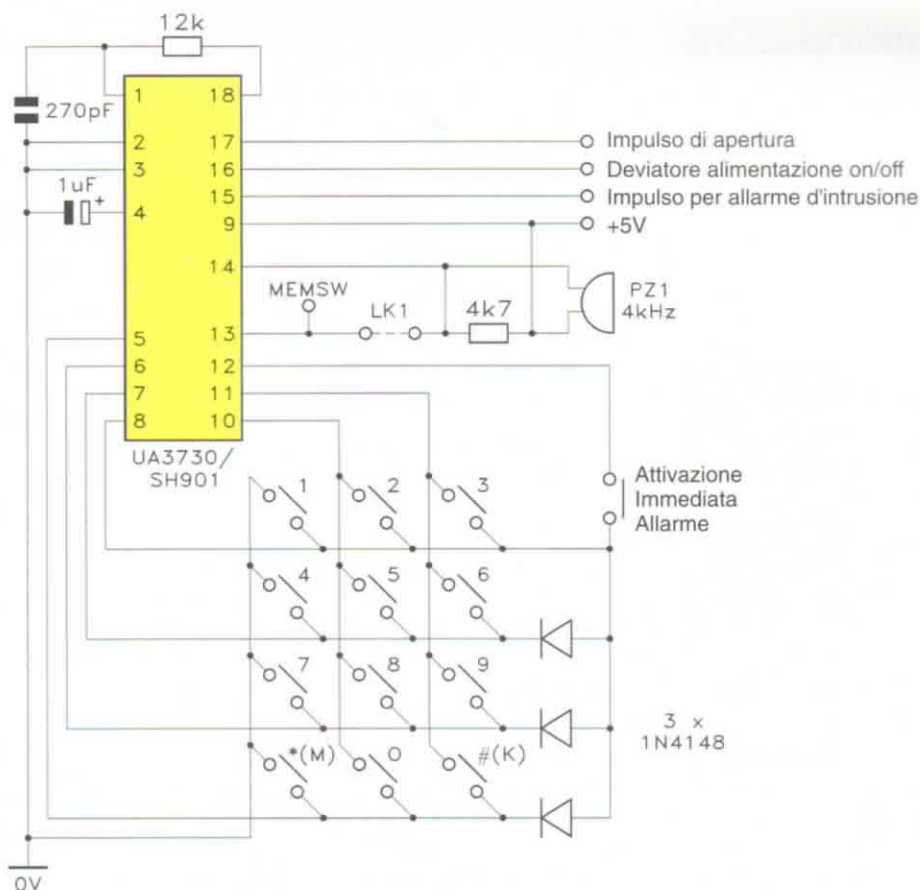 12k
270pF
1 18
2 17
3 16
1uF +
4 15
9
14
5 13
6 12
7 11
8 10
UA3730/
SH901
Impulso di apertura
Deviatore alimentazione on/off
Impulso per allarme d'intrusione
+5V
MEMSW
LK1
4k7
PZ1
4kHz
1 2 3
Attivazione
Immediata
Allarme
4 5 6
7 8 9
*(M) 0 #(K)
3 x
1N4148
0V